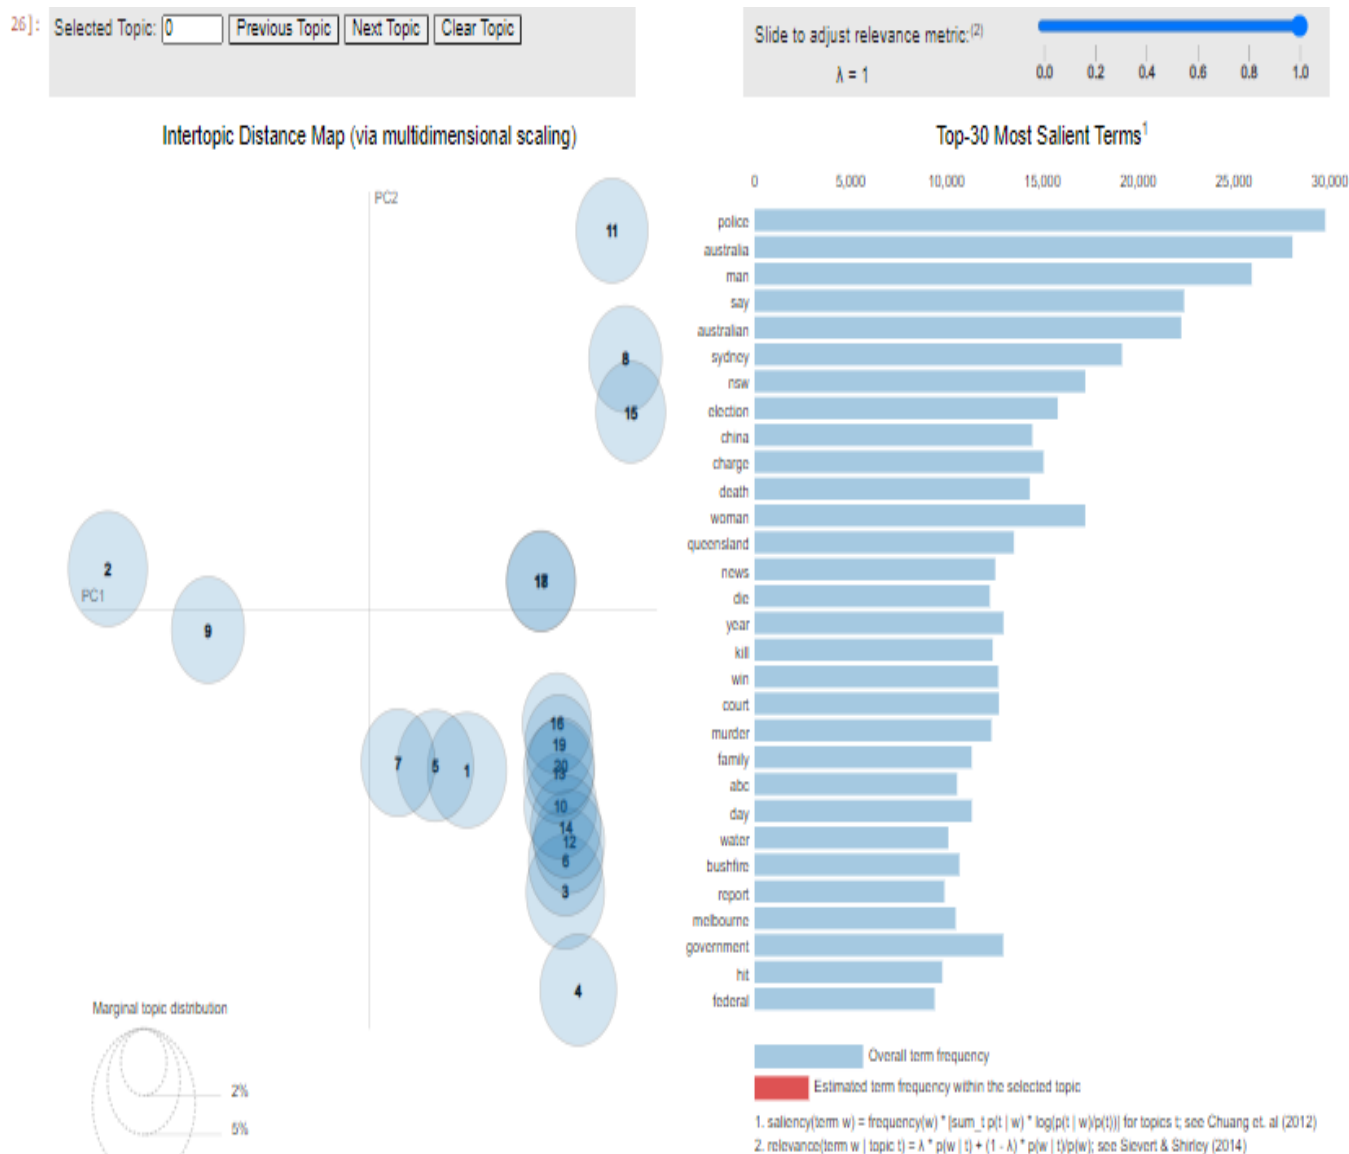 26]:
Selected Topic: 0 Previous Topic Next Topic Clear Topic
Slide to adjust relevance metric:(2)
λ = 1
0.0 0.2 0.4 0.6 0.8 1.0
Intertopic Distance Map (via multidimensional scaling)
PC2
PC1
11
8
15
2
9
7
5
1
16
19
20
13
10
14
12
6
3
4
Marginal topic distribution
2%
5%
Top-30 Most Salient Terms1
0 5,000 10,000 15,000 20,000 25,000 30,000
police
australia
man
say
australian
sydney
nsw
election
china
charge
death
woman
queensland
news
die
year
kill
win
court
murder
family
abc
day
water
bushfire
report
melbourne
government
hit
federal
Overall term frequency
Estimated term frequency within the selected topic
1. saliency(term w) = frequency(w) * [sum_t p(t | w) * log(p(t | w)/p(t))] for topics t; see Chuang et. al (2012)
2. relevance(term w | topic t) = λ * p(w | t) + (1 - λ) * p(w | t)/p(w); see Sievert & Shirley (2014)